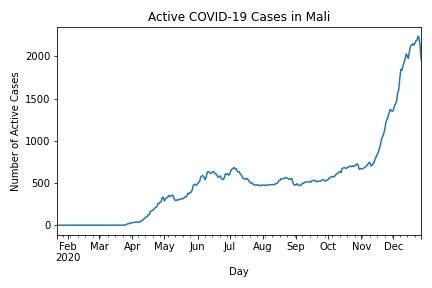 Active COVID-19 Cases in Mali
Number of Active Cases
2000
1500
1000
500
0
Feb Mar Apr May Jun Jul Aug Sep Oct Nov Dec
2020
Day